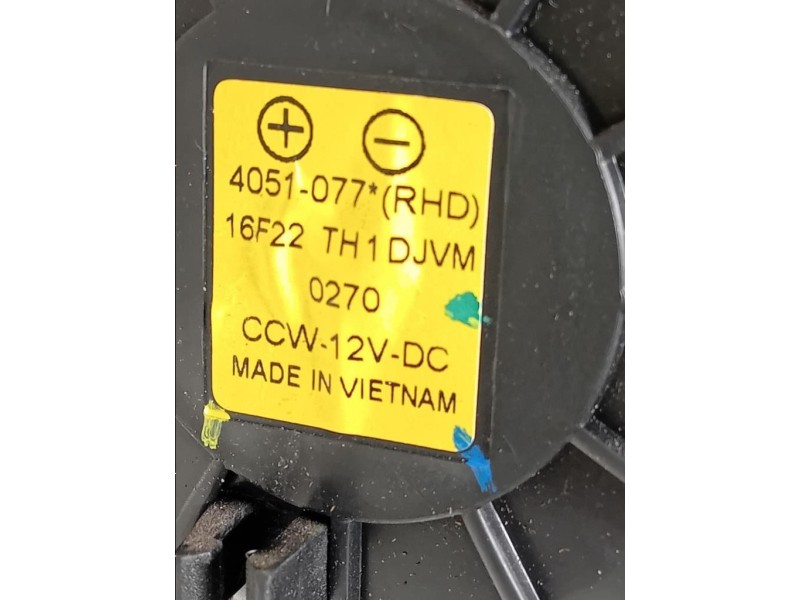 + -
4051-077*(RHD)
16F22 TH1DJVM
0270
CCW-12V-DC
MADE IN VIETNAM